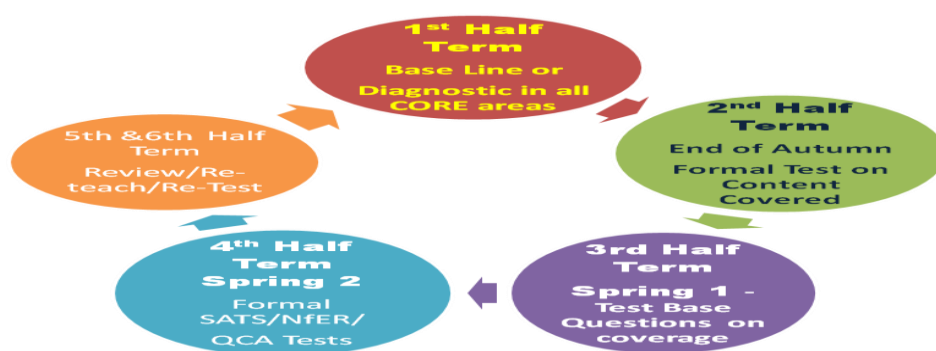 1st Half
Term
Base Line or
Diagnostic in all
CORE areas
2nd Half
Term
End of Autumn
Formal Test on
Content
Covered
3rd Half
Term
Spring 1 -
Test Base
Questions on
coverage
4th Half
Term
Spring 2
Formal
SATS/NfER/
QCA Tests
5th &6th Half
Term
Review/Re-
teach/Re-Test